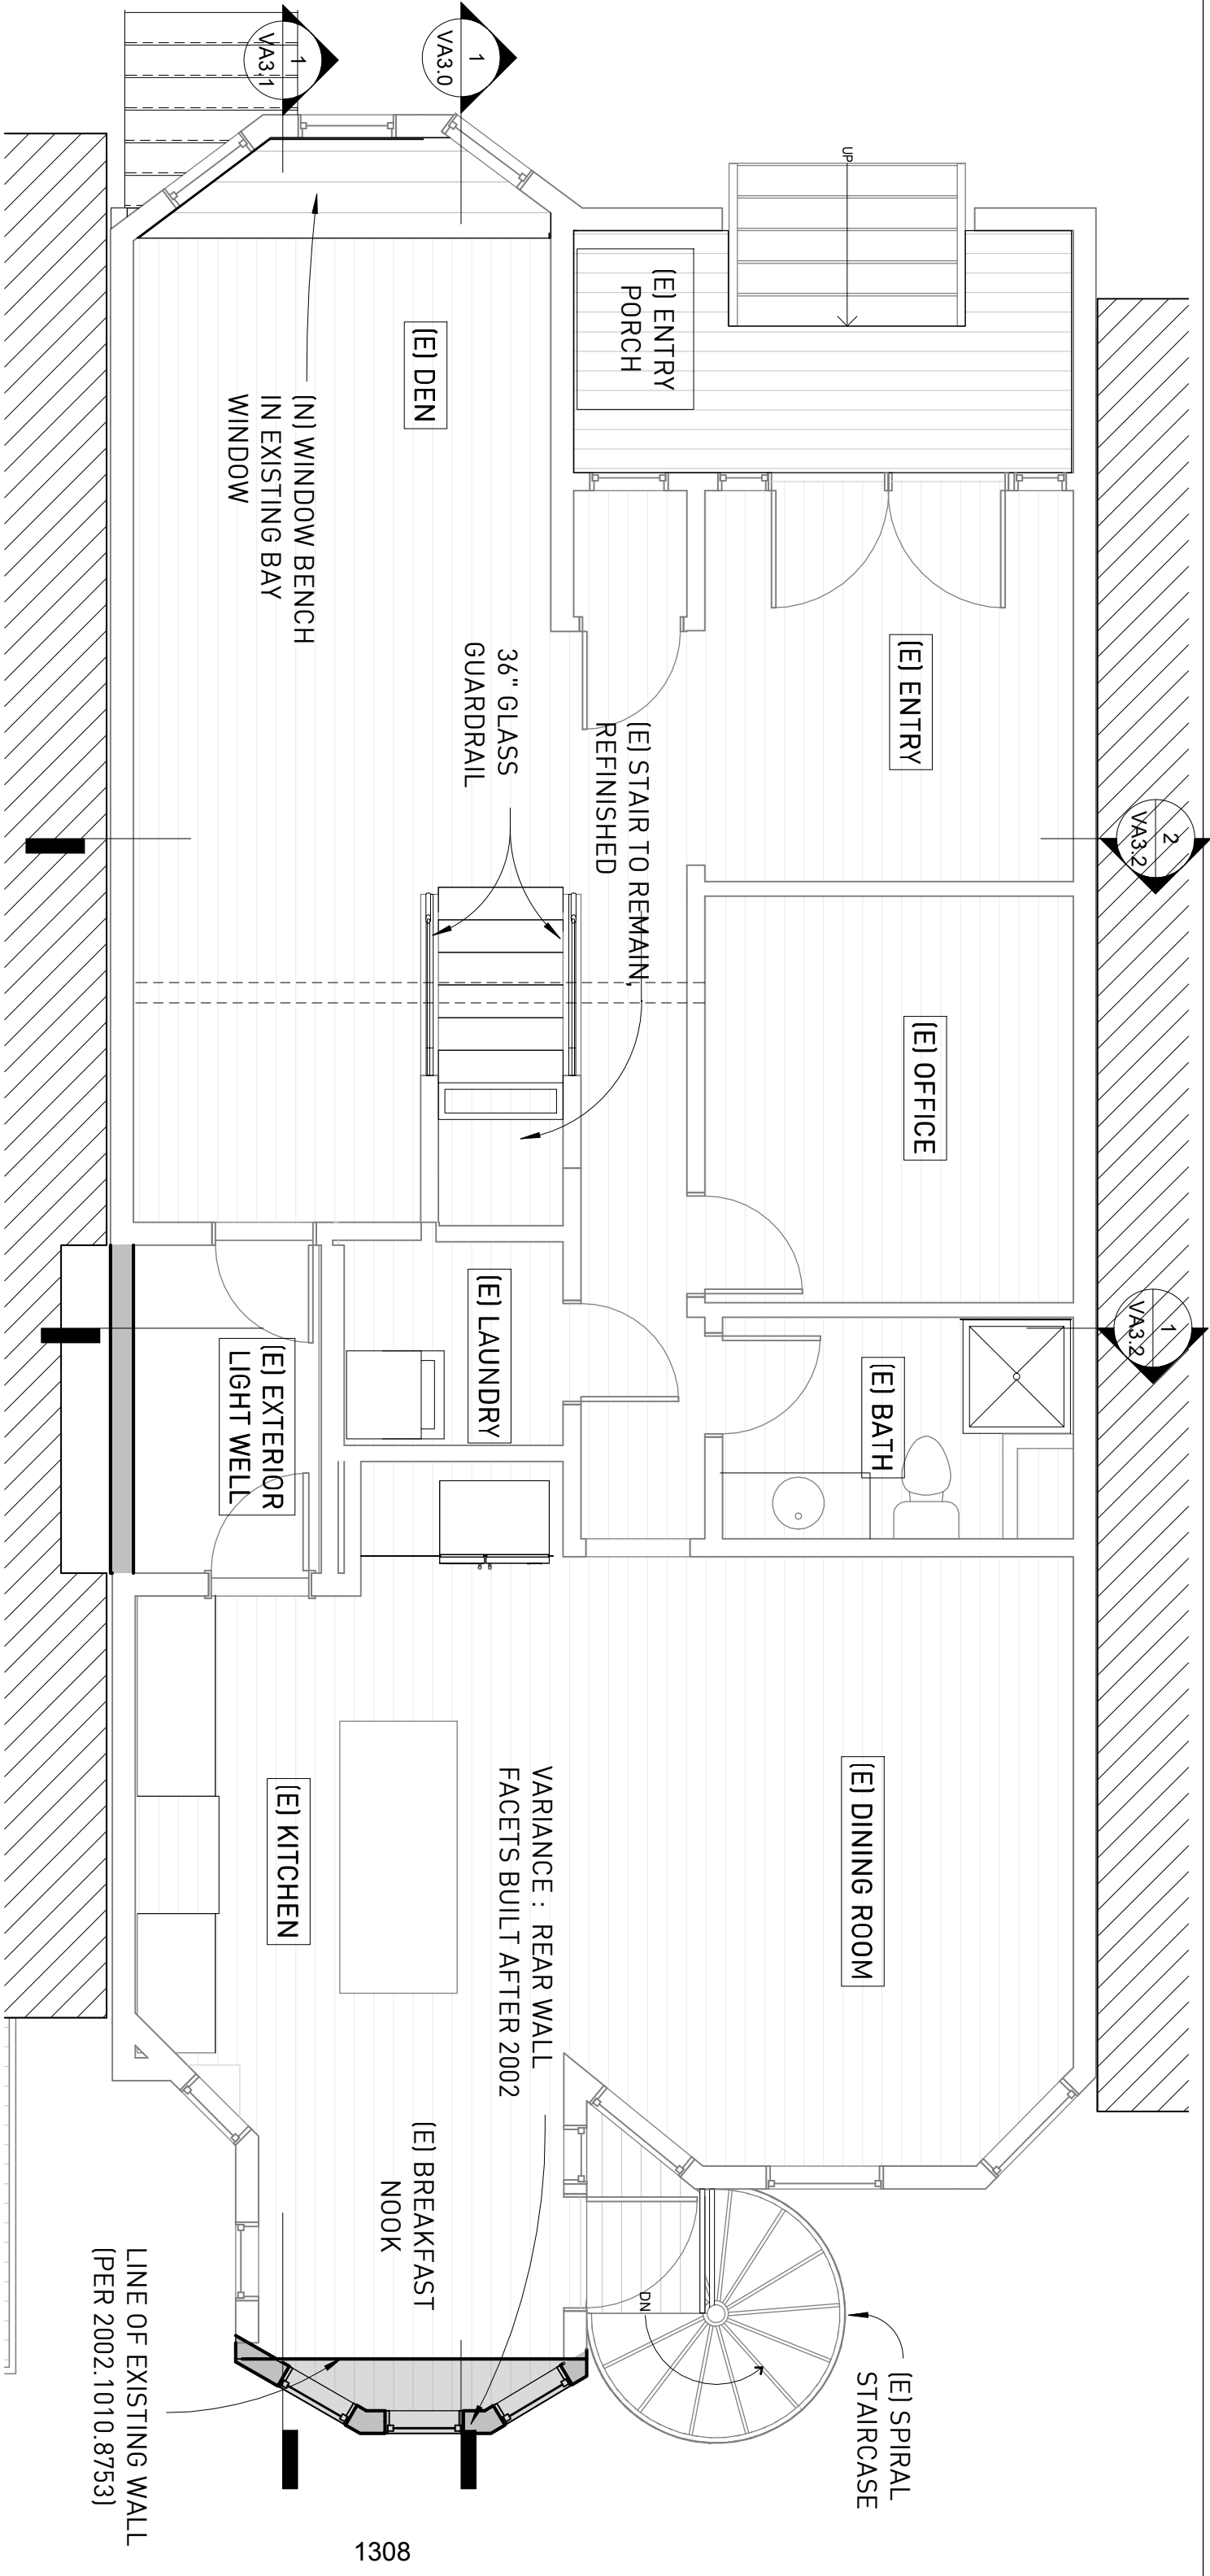 1
VA3.1
1
VA3.0
UP
(E) ENTRY
PORCH
(E) DEN
(N) WINDOW BENCH
IN EXISTING BAY
WINDOW
(E) ENTRY
36" GLASS
GUARDRAIL
(E) STAIR TO REMAIN,
REFINISHED
2
VA3.2
(E) OFFICE
1
VA3.2
(E) LAUNDRY
(E) EXTERIOR
LIGHT WELL
(E) BATH
(E) DINING ROOM
(E) KITCHEN
VARIANCE : REAR WALL
FACETS BUILT AFTER 2002
(E) BREAKFAST
NOOK
DN
(E) SPIRAL
STAIRCASE
LINE OF EXISTING WALL
(PER 2002.1010.8753)
1308